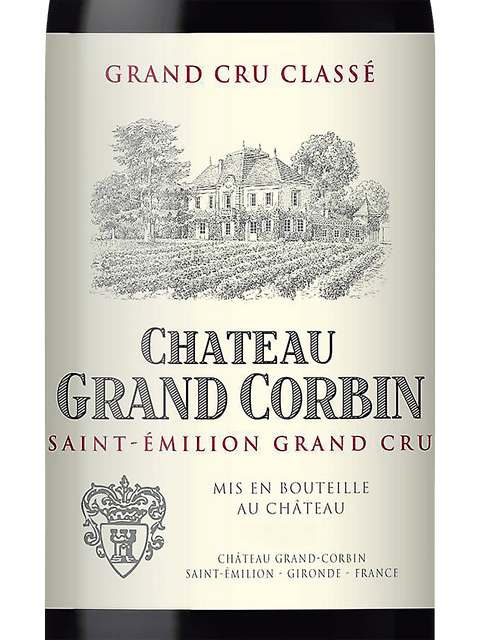 GRAND CRU CLASSÉ
CHATEAU
GRAND CORBIN
SAINT-ÉMILION GRAND CRU
MIS EN BOUTEILLE
AU CHÂTEAU
CHÂTEAU GRAND-CORBIN
SAINT-ÉMILION - GIRONDE - FRANCE